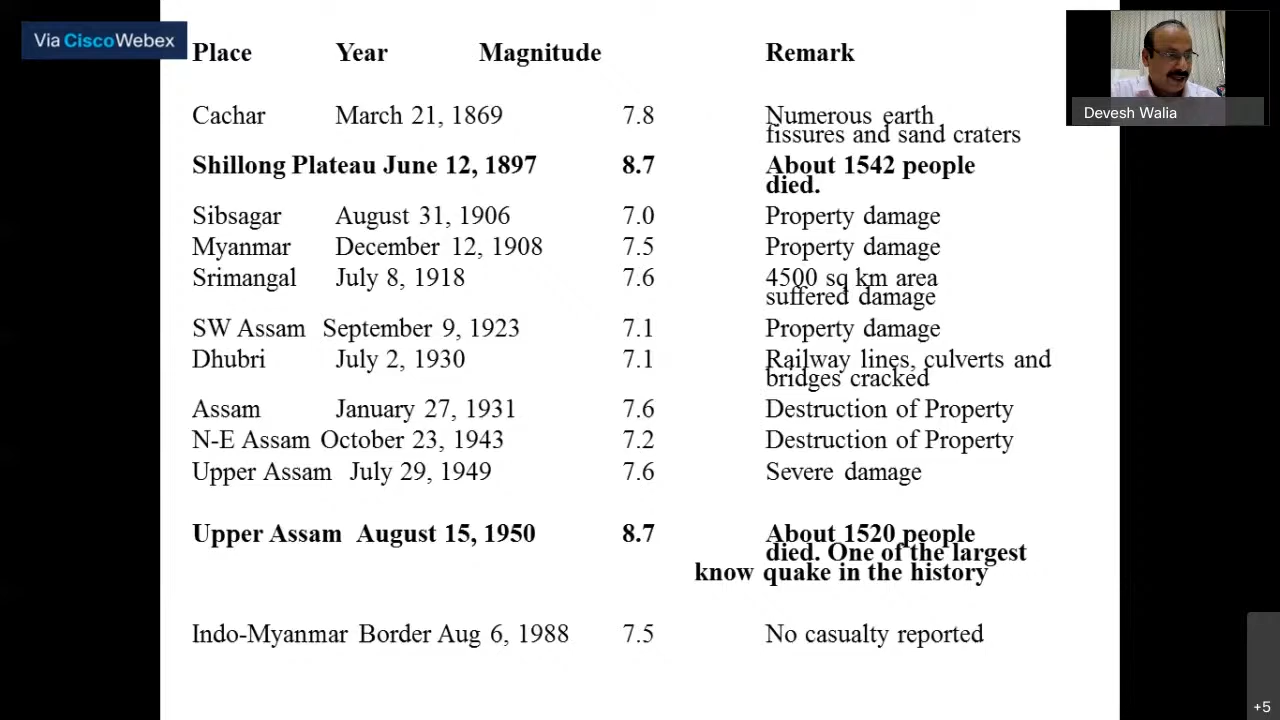 Via CiscoWebex
Place Year Magnitude Remark
Devesh Walia
Cachar March 21, 1869 7.8 Numerous earth
fissures and sand craters
Shillong Plateau June 12, 1897 8.7 About 1542 people
died.
Sibsagar August 31, 1906 7.0 Property damage
Myanmar December 12, 1908 7.5 Property damage
Srimangal July 8, 1918 7.6 4500 sq km area
suffered damage
SW Assam September 9, 1923 7.1 Property damage
Dhubri July 2, 1930 7.1 Railway lines, culverts and
bridges cracked
Assam January 27, 1931 7.6 Destruction of Property
N-E Assam October 23, 1943 7.2 Destruction of Property
Upper Assam July 29, 1949 7.6 Severe damage
Upper Assam August 15, 1950 8.7 About 1520 people
died. One of the largest
know quake in the history
Indo-Myanmar Border Aug 6, 1988 7.5 No casualty reported
+5